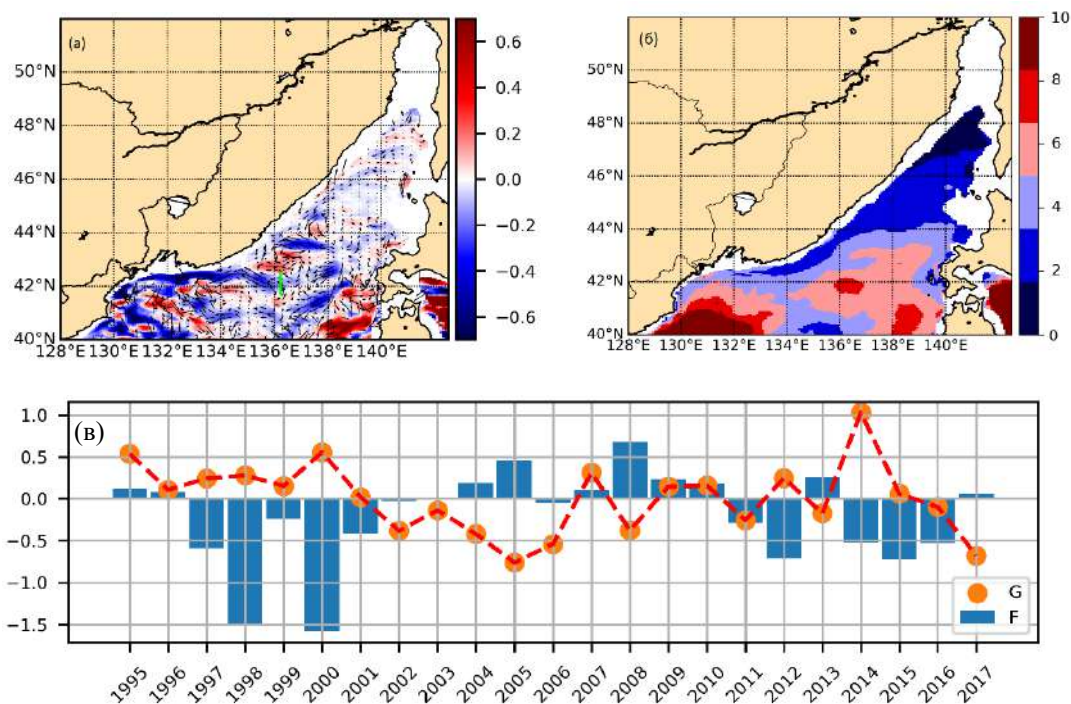 (а)
50°N
48°N
46°N
44°N
42°N
40°N
128°E 130°E 132°E 134°E 136°E 138°E 140°E
0.6
0.4
0.2
0.0
−0.2
−0.4
−0.6
(б)
50°N
48°N
46°N
44°N
42°N
40°N
128°E 130°E 132°E 134°E 136°E 138°E 140°E
10
8
6
4
2
0
(в)
1.0
0.5
0.0
−0.5
−1.0
−1.5
G
F
1995 1996 1997 1998 1999 2000 2001 2002 2003 2004 2005 2006 2007 2008 2009 2010 2011 2012 2013 2014 2015 2016 2017